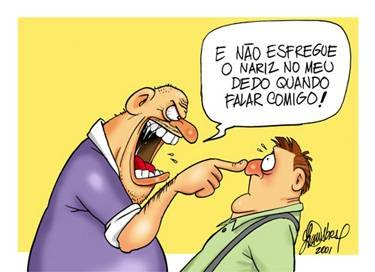 E NÃO ESFREGUE
O NARIZ NO MEU
DEDO QUANDO
FALAR COMIGO!
2001